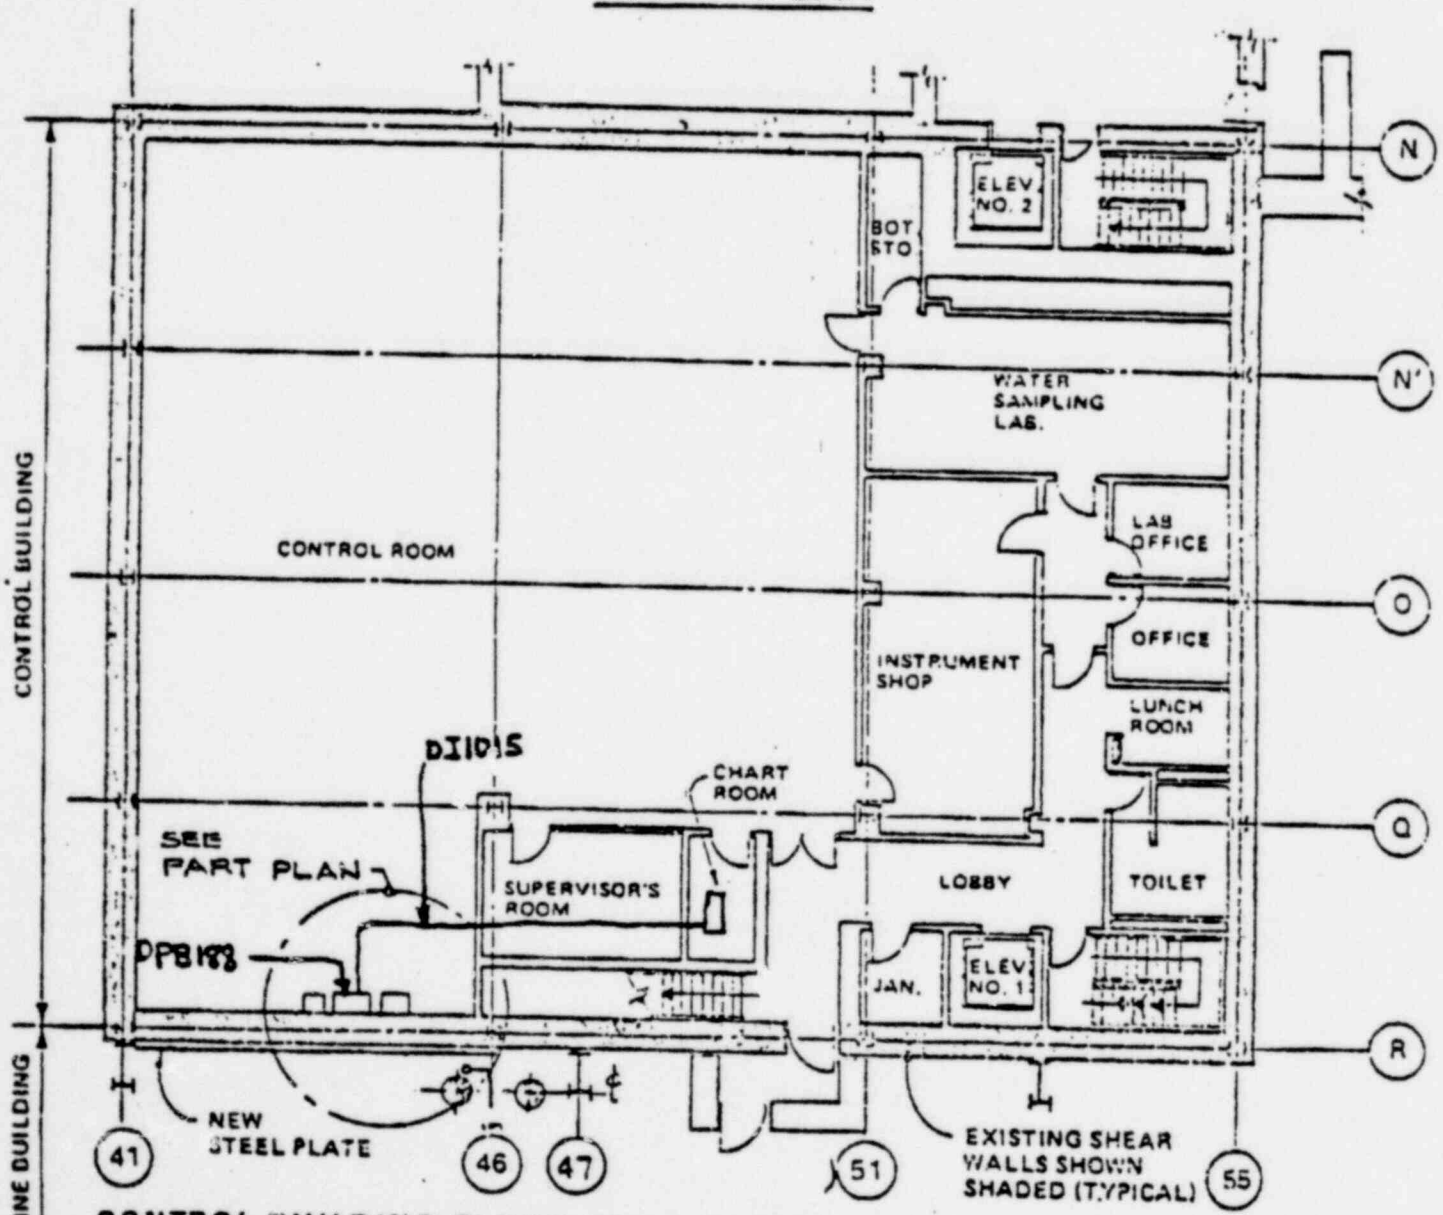 N
ELEV.
NO. 2
BOT.
STO
N'
WATER
SAMPLING
LAB.
CONTROL BUILDING
CONTROL ROOM
LAB
OFFICE
O
OFFICE
INSTRUMENT
SHOP
LUNCH
ROOM
DI1015
CHART
ROOM
Q
SEE
PART PLAN
SUPERVISOR'S
ROOM
LOBBY
TOILET
DPB188
JAN.
ELEV.
NO. 1
R
NEW
STEEL PLATE
EXISTING SHEAR
WALLS SHOWN
SHADED (TYPICAL)
41
46
47
51
55